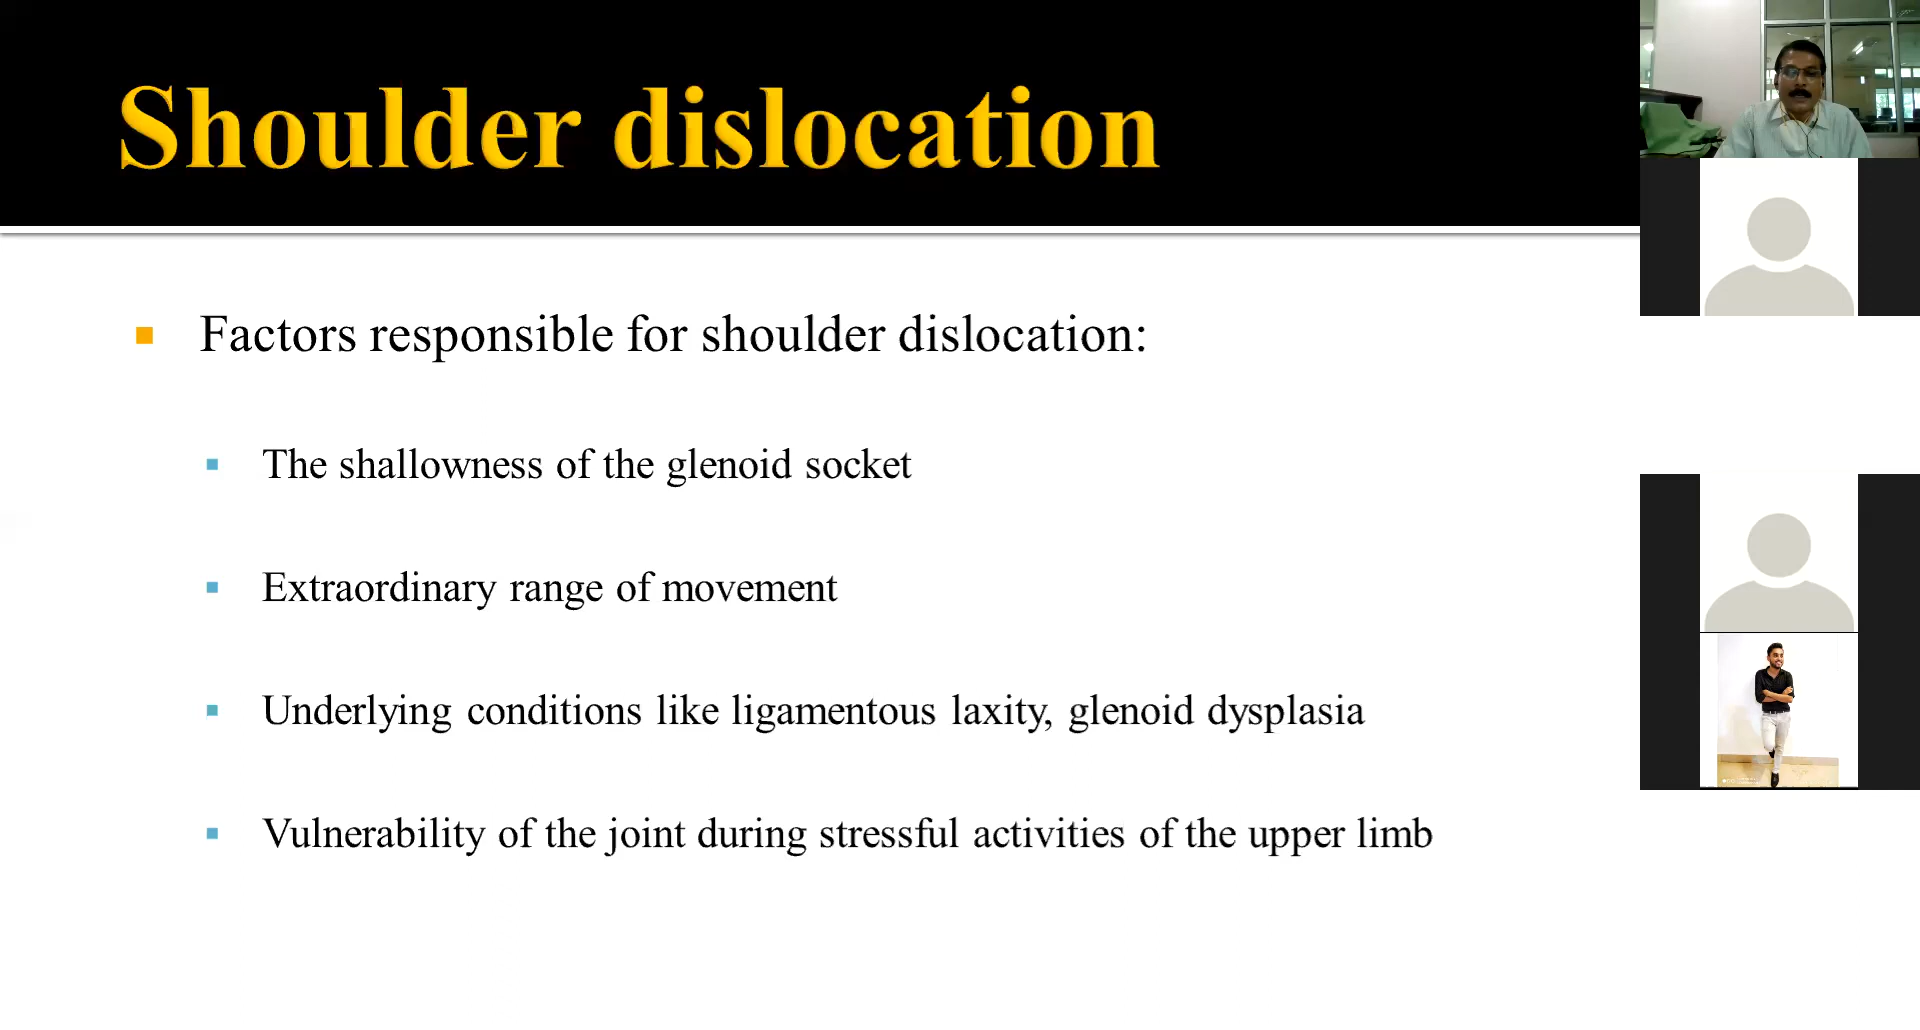 Shoulder dislocation
Factors responsible for shoulder dislocation:
The shallowness of the glenoid socket
Extraordinary range of movement
Underlying conditions like ligamentous laxity, glenoid dysplasia
Vulnerability of the joint during stressful activities of the upper limb